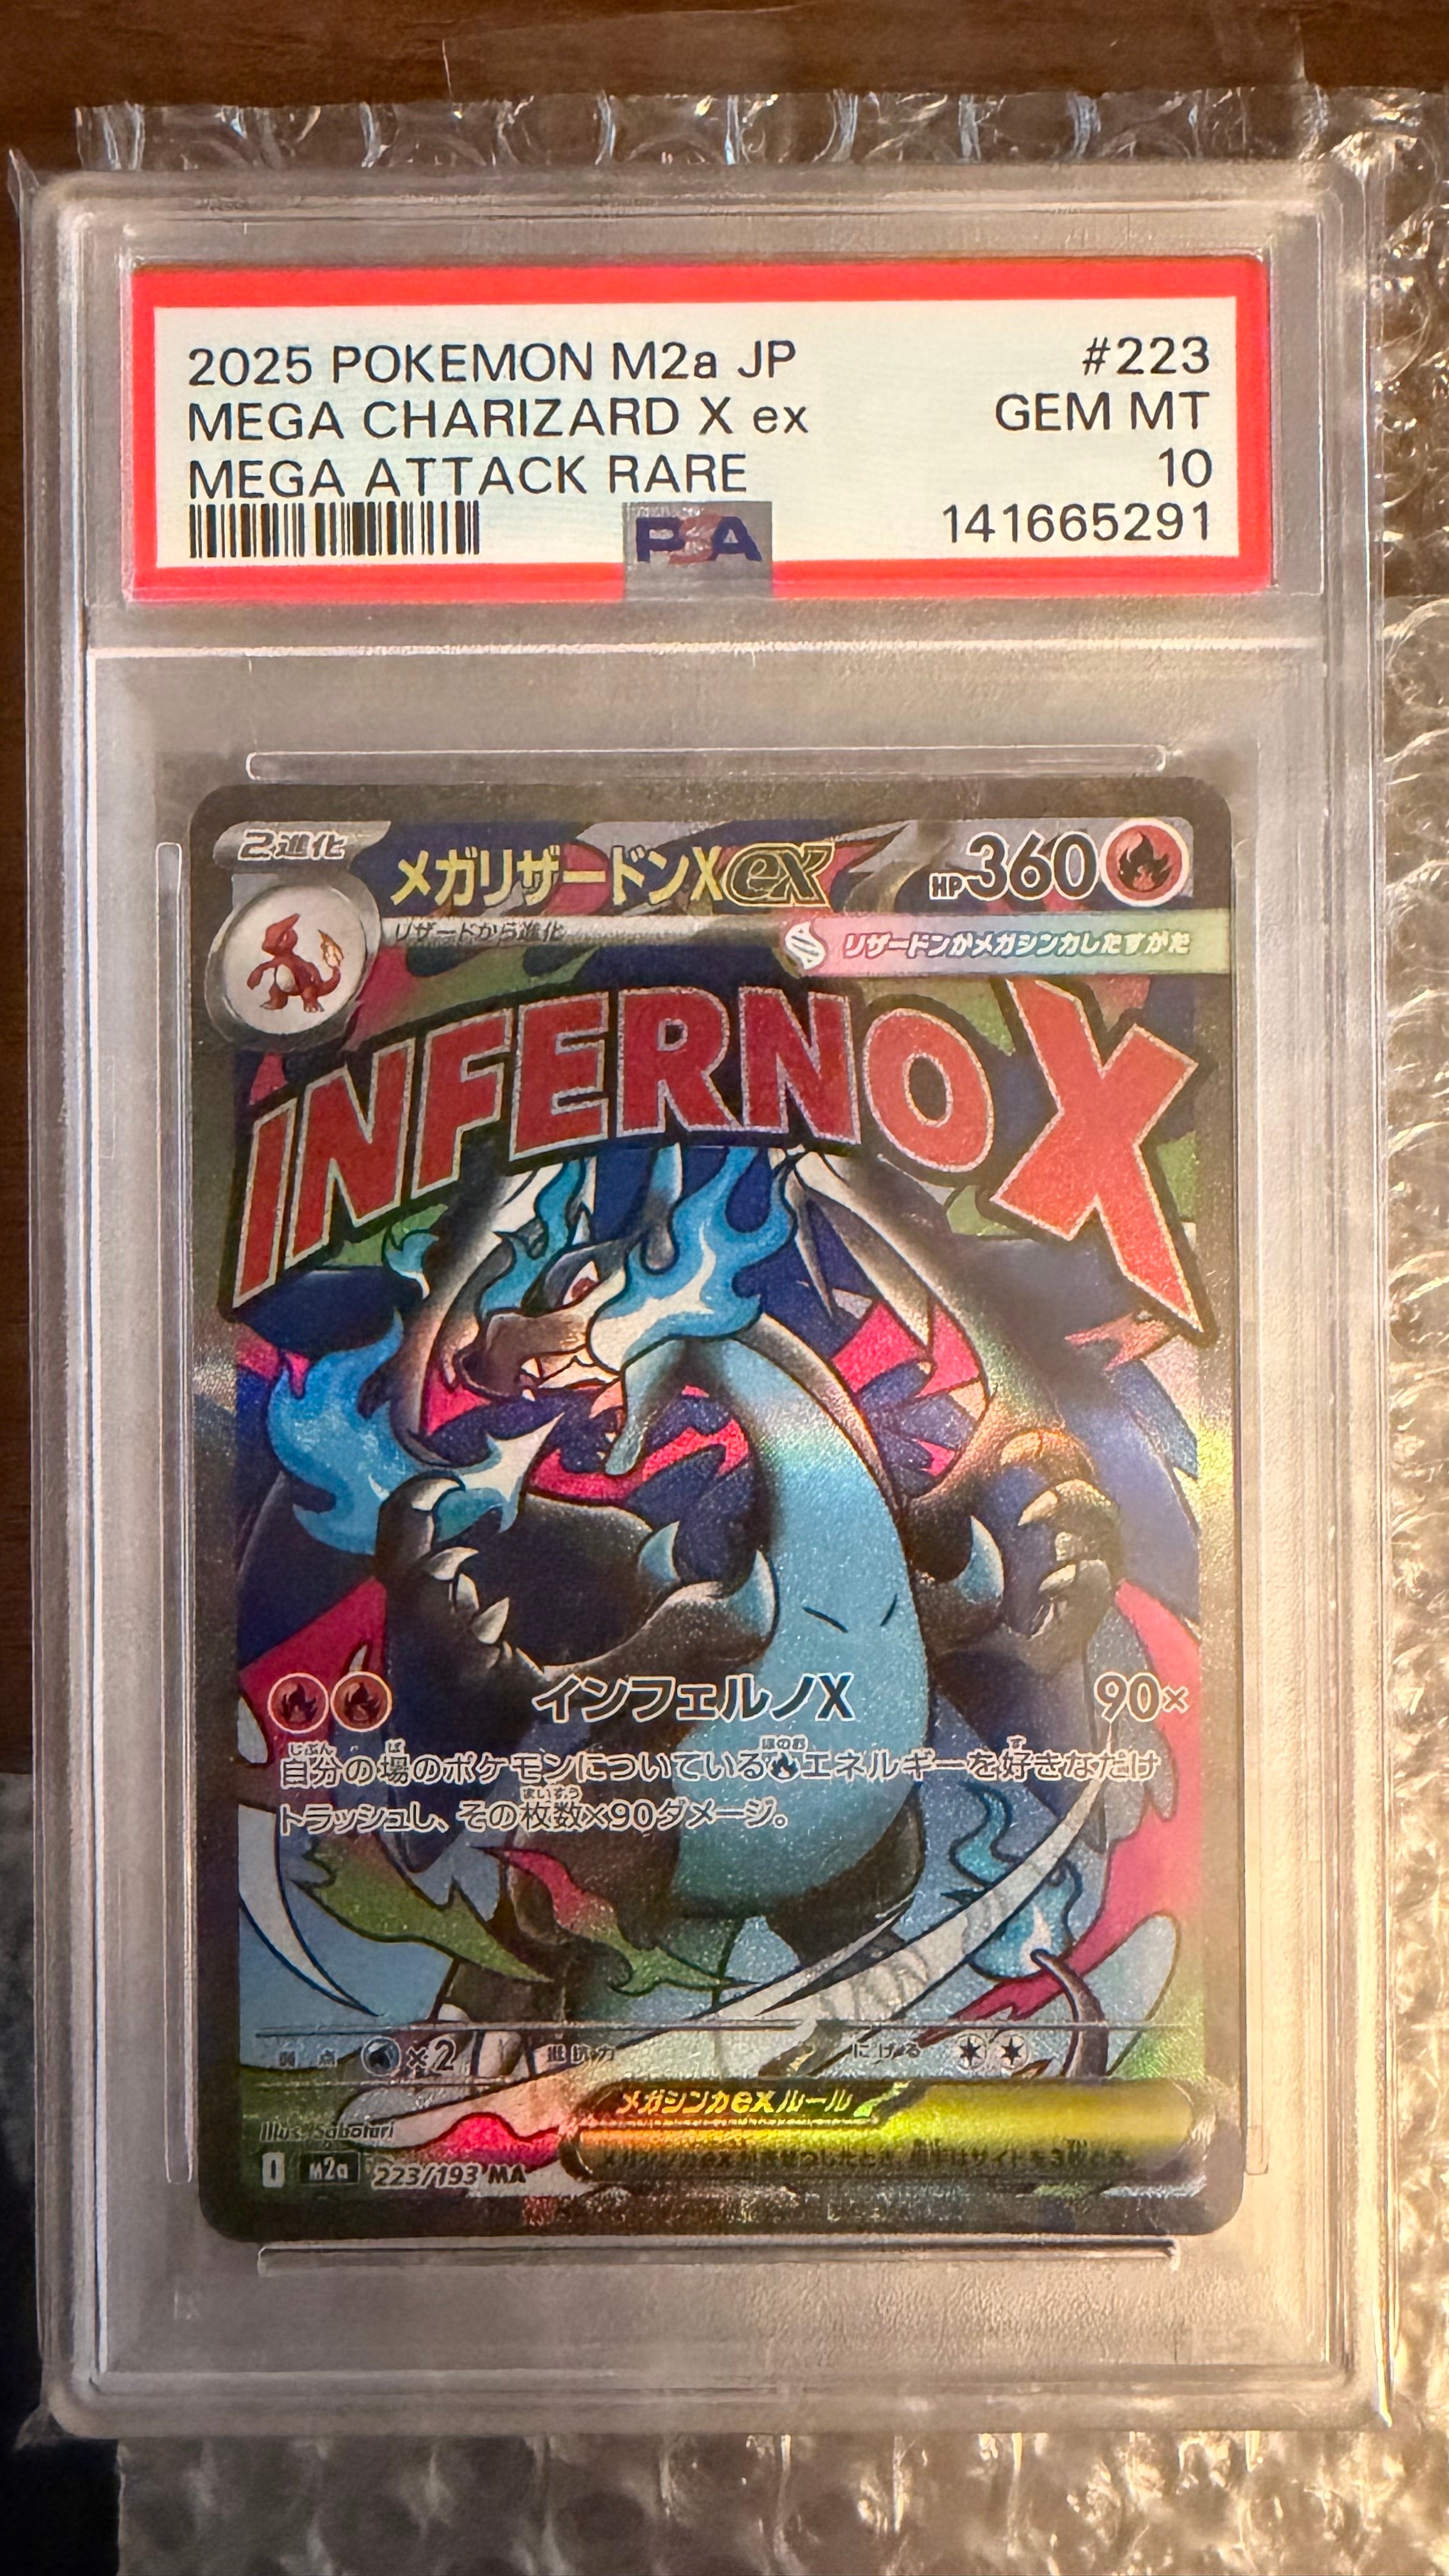 2025 POKEMON M2a JP #223
MEGA CHARIZARD X ex GEM MT
MEGA ATTACK RARE 10
PSA 141665291
2進化
メガリザードンXex HP360
リザードから進化
リザードンがメガシンカしたすがた
INFERNO X
インフェルノX 90×
自分の場のポケモンについている エネルギーを好きなだけ
トラッシュし、その枚数×90ダメージ。
弱点 ×2 抵抗力 にげる
メガシンカexルール
Illus. Saboteri
I M2a 223/193 MA